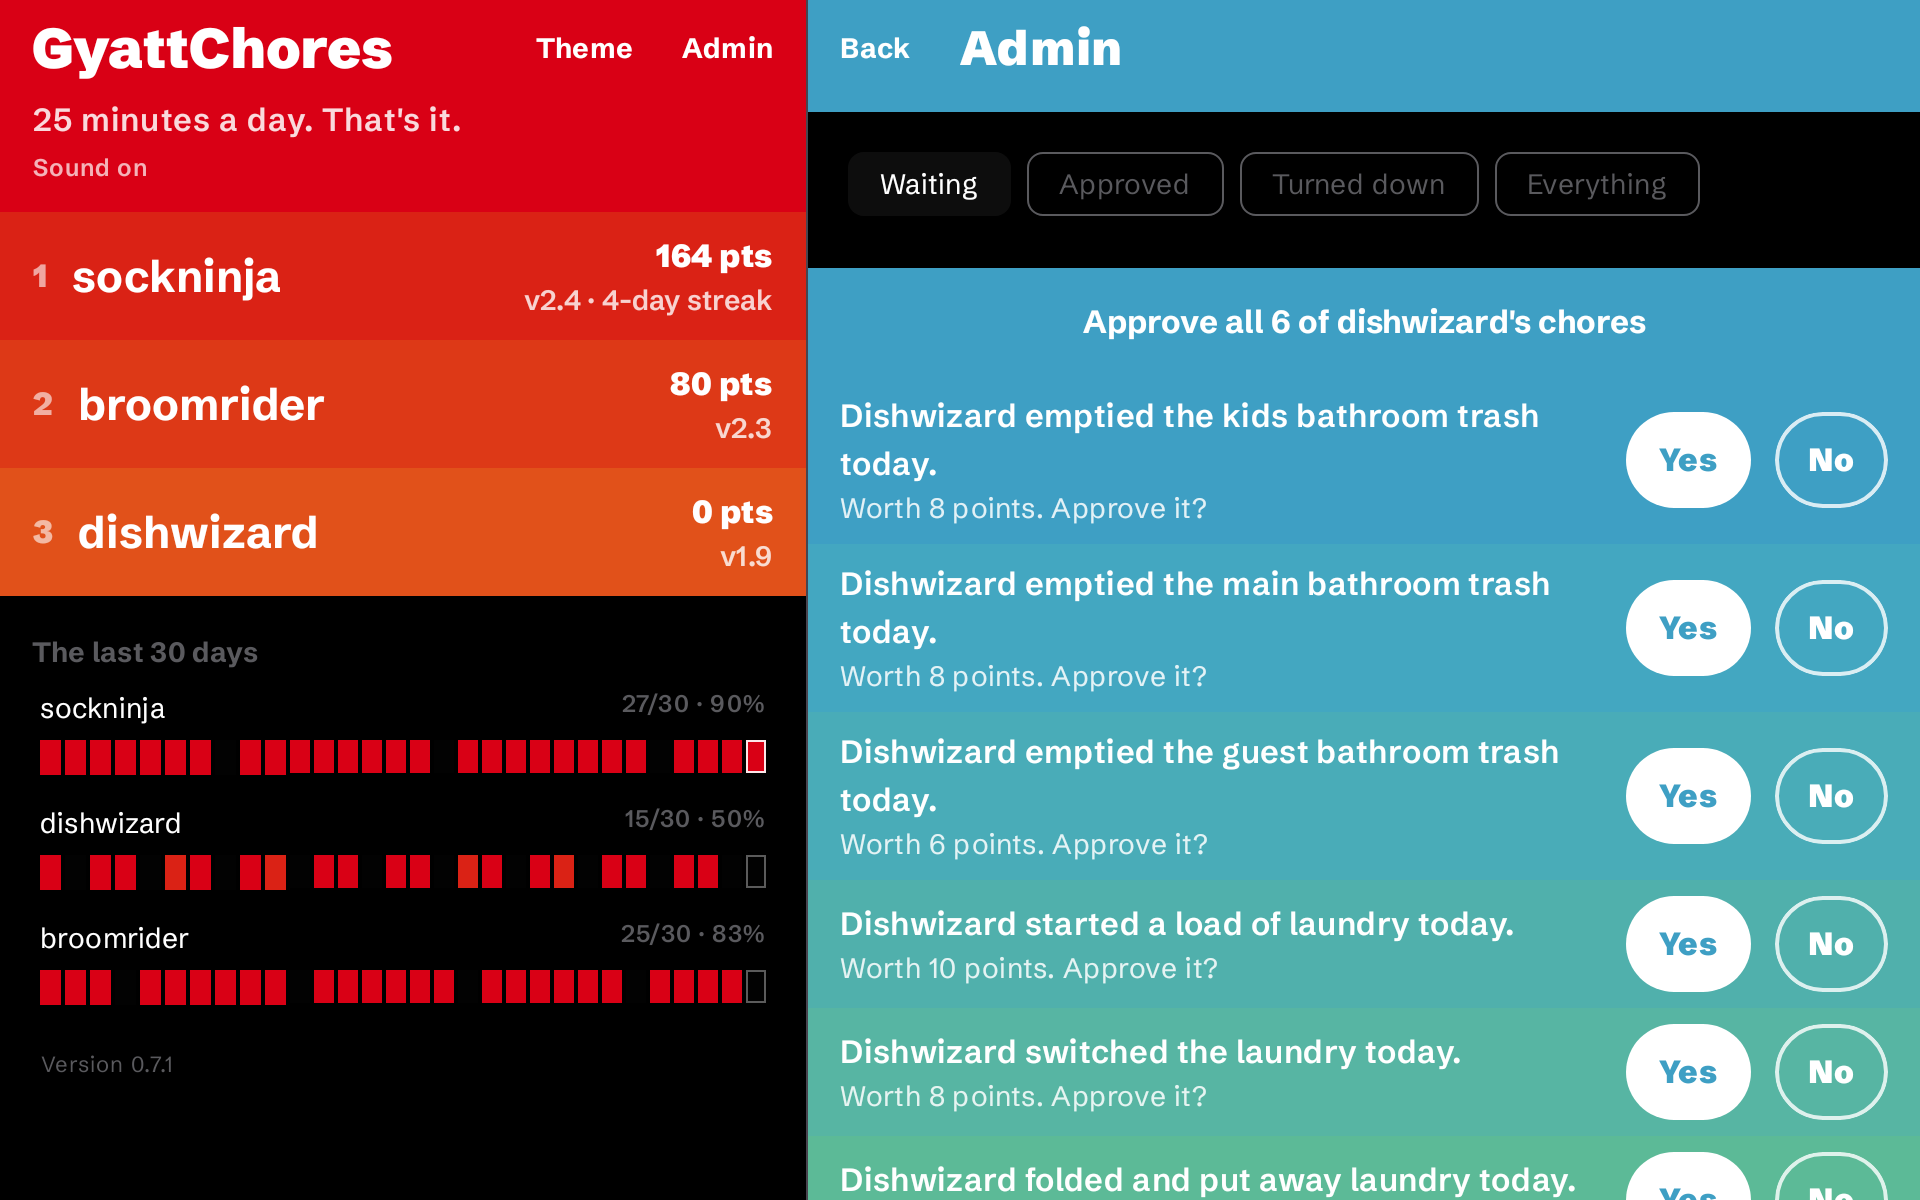 GyattChores
Theme
Admin
25 minutes a day. That's it.
Sound on
1 sockninja
164 pts
v2.4 · 4-day streak
2 broomrider
80 pts
v2.3
3 dishwizard
0 pts
v1.9
The last 30 days
sockninja
27/30 · 90%
dishwizard
15/30 · 50%
broomrider
25/30 · 83%
Version 0.7.1
Back
Admin
Waiting
Approved
Turned down
Everything
Approve all 6 of dishwizard's chores
Dishwizard emptied the kids bathroom trash
today.
Worth 8 points. Approve it?
Yes
No
Dishwizard emptied the main bathroom trash
today.
Worth 8 points. Approve it?
Yes
No
Dishwizard emptied the guest bathroom trash
today.
Worth 6 points. Approve it?
Yes
No
Dishwizard started a load of laundry today.
Worth 10 points. Approve it?
Yes
No
Dishwizard switched the laundry today.
Worth 8 points. Approve it?
Yes
No
Dishwizard folded and put away laundry today.
Yes
No